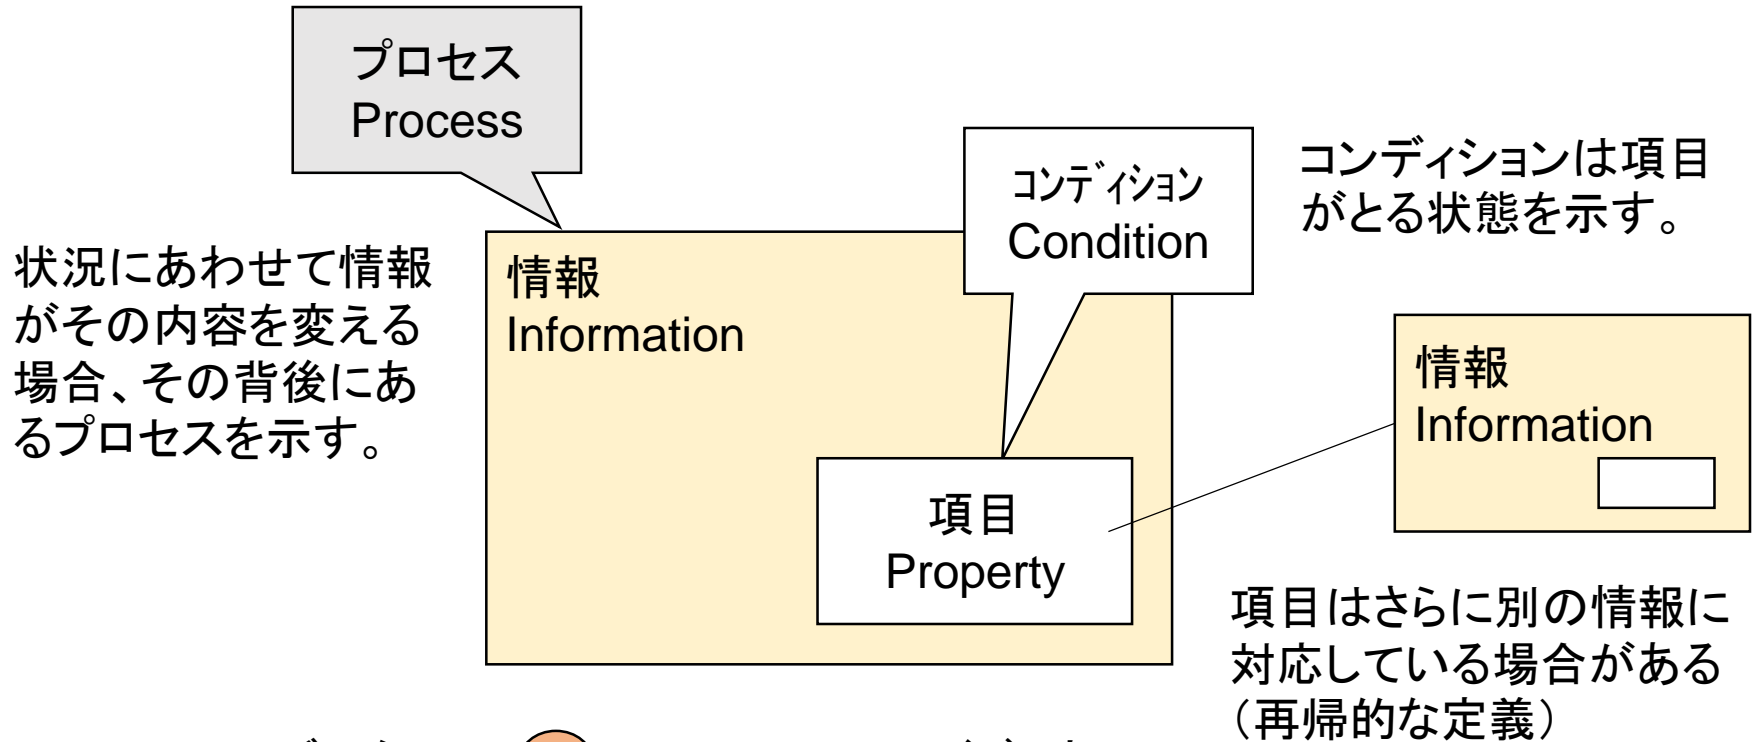 プロセス
Process
コンディション
Condition
コンディションは項目
がとる状態を示す。
状況にあわせて情報
がその内容を変える
場合、その背後にあ
るプロセスを示す。
情報
Information
情報
Information
項目
Property
項目はさらに別の情報に
対応している場合がある
（再帰的な定義）